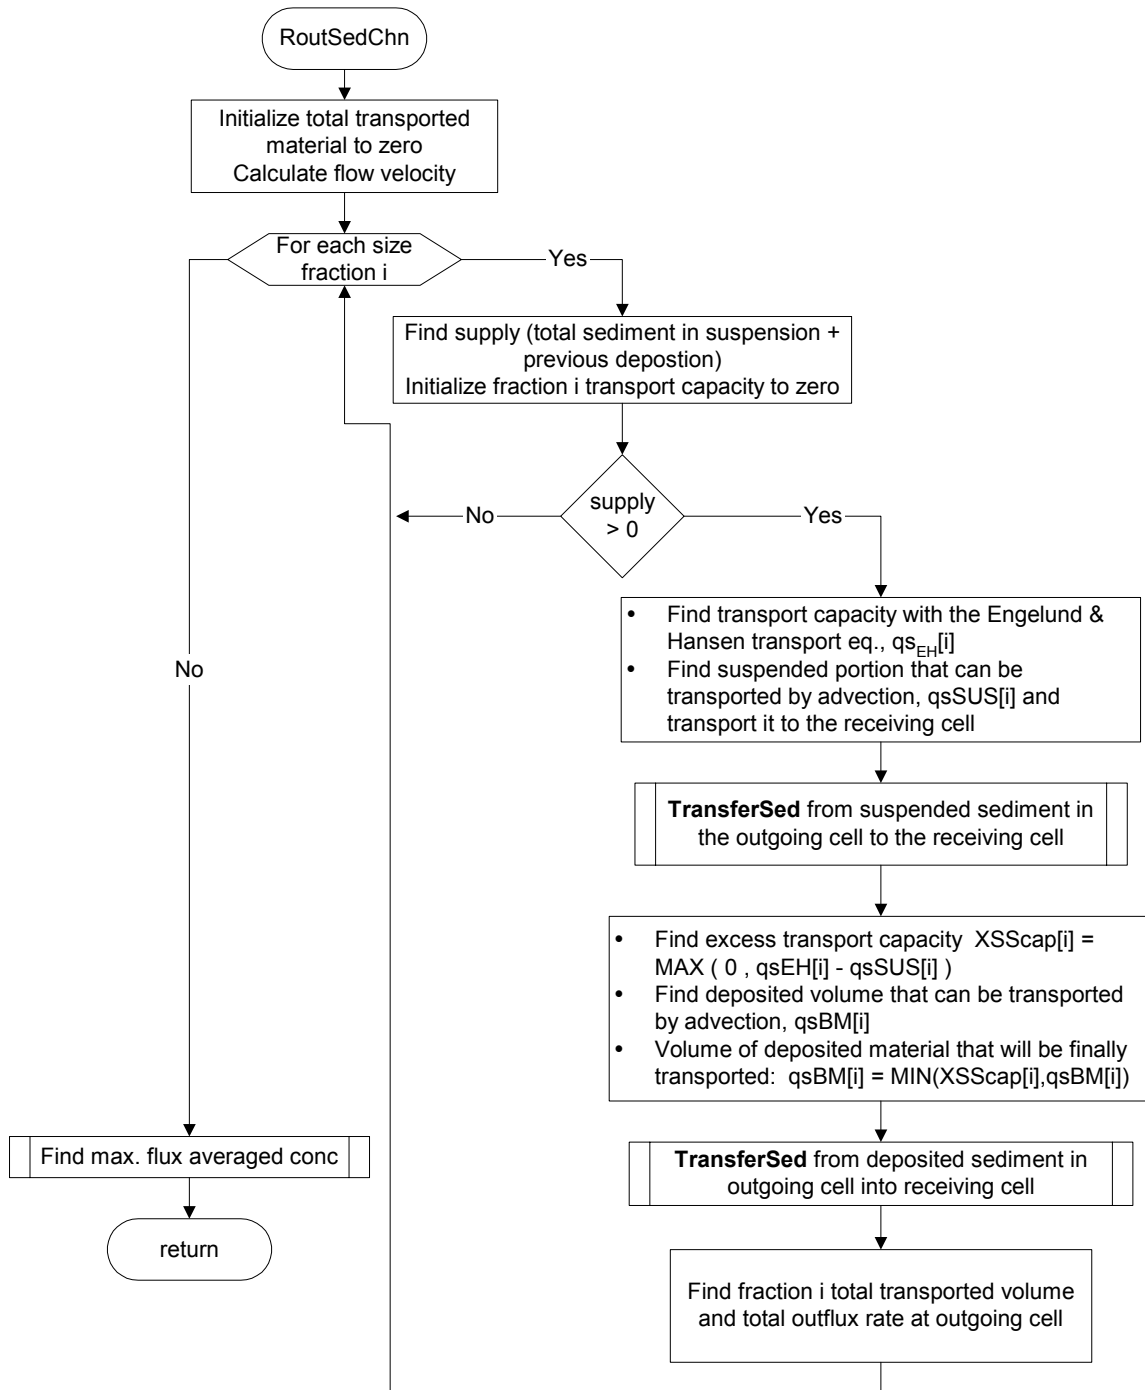 RoutSedChn
Initialize total transported
material to zero
Calculate flow velocity
For each size
fraction i
Yes
Find supply (total sediment in suspension +
previous depostion)
Initialize fraction i transport capacity to zero
supply
> 0
No
Yes
• Find transport capacity with the Engelund &
Hansen transport eq., qsEH[i]
• Find suspended portion that can be
transported by advection, qsSUS[i] and
transport it to the receiving cell
No
TransferSed from suspended sediment in
the outgoing cell to the receiving cell
• Find excess transport capacity XSScap[i] =
MAX ( 0 , qsEH[i] - qsSUS[i] )
• Find deposited volume that can be transported
by advection, qsBM[i]
• Volume of deposited material that will be finally
transported: qsBM[i] = MIN(XSScap[i],qsBM[i])
Find max. flux averaged conc
TransferSed from deposited sediment in
outgoing cell into receiving cell
return
Find fraction i total transported volume
and total outflux rate at outgoing cell